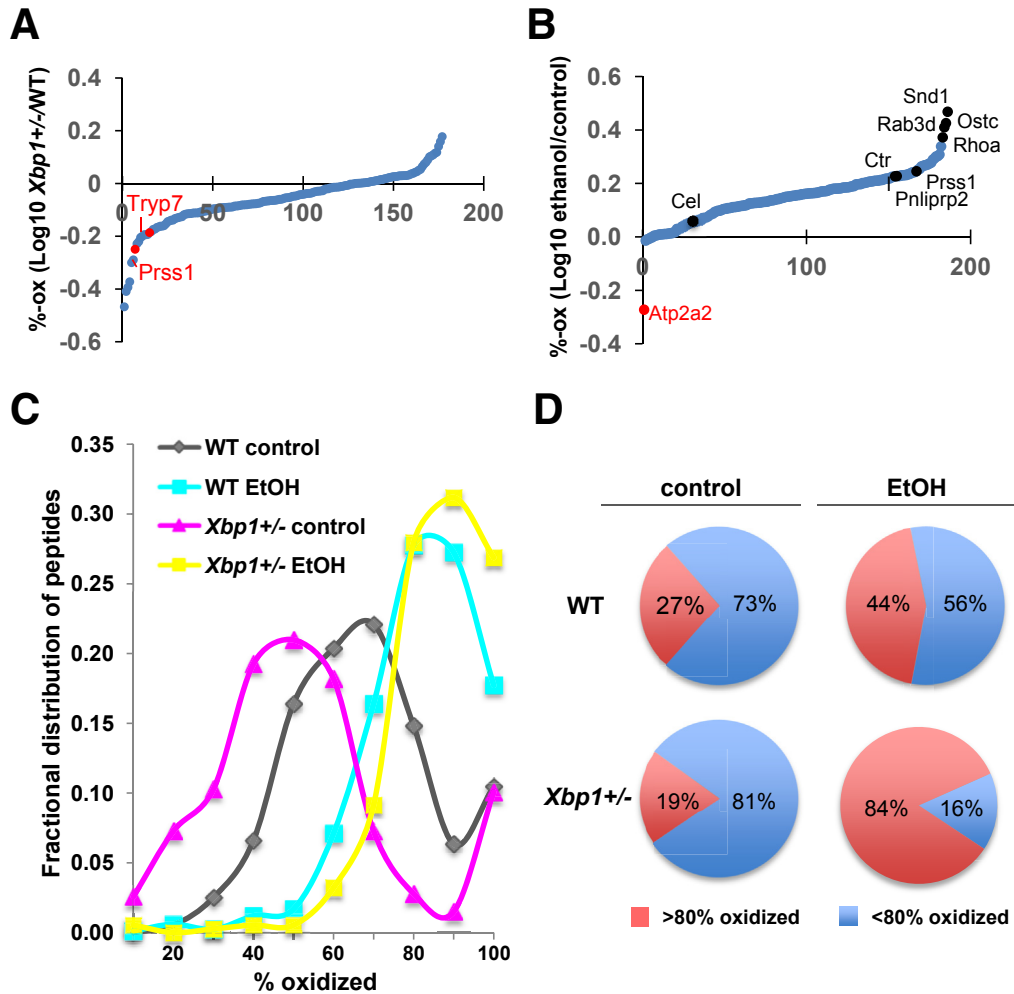 A
%-ox (Log10 Xbp1+/-/WT)
0.4
0.2
0
-0.2
-0.4
-0.6
0
50
100
150
200
Tryp7
Prss1
B
%-ox (Log10 ethanol/control)
0.6
0.4
0.2
0.0
-0.2
-0.4
0
100
200
Snd1
Rab3d
Ostc
Rhoa
Ctr
Prss1
Pnliprp2
Cel
Atp2a2
C
Fractional distribution of peptides
0.35
0.30
0.25
0.20
0.15
0.10
0.05
0.00
WT control
WT EtOH
Xbp1+/- control
Xbp1+/- EtOH
20
40
60
80
100
% oxidized
D
control
EtOH
WT
27%
73%
44%
56%
Xbp1+/-
19%
81%
84%
16%
>80% oxidized
<80% oxidized